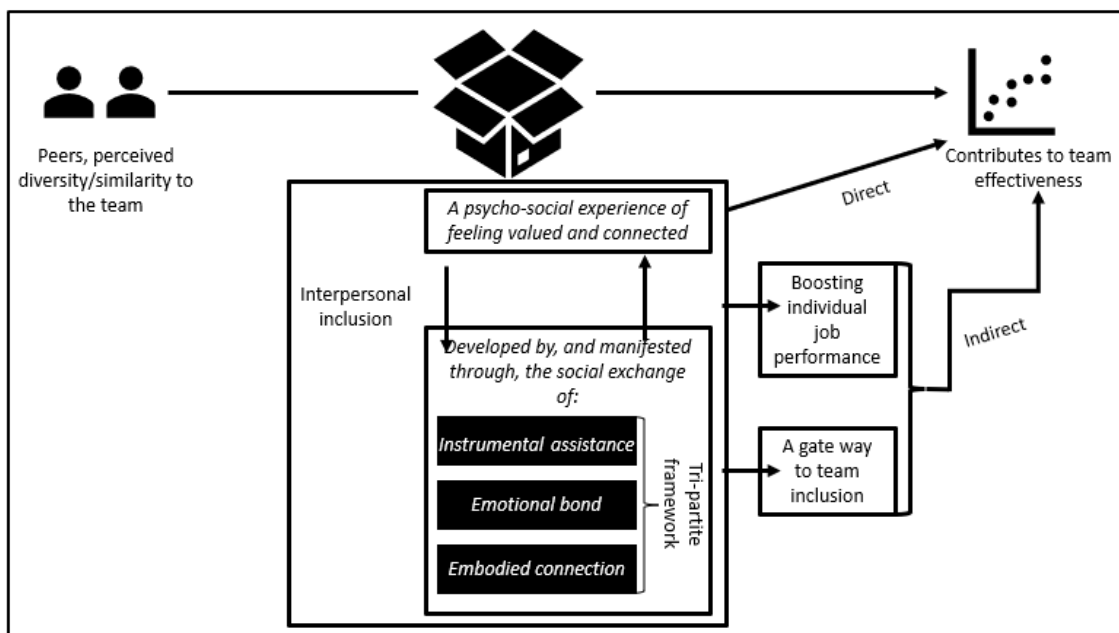 Peers, perceived
diversity/similarity to
the team
Contributes to team
effectiveness
Direct
A psycho-social experience of
feeling valued and connected
Interpersonal
inclusion
Developed by, and manifested
through, the social exchange
of:
Instrumental assistance
Emotional bond
Embodied connection
Tri-partite
framework
Boosting
individual
job
performance
A gate way
to team
inclusion
Indirect